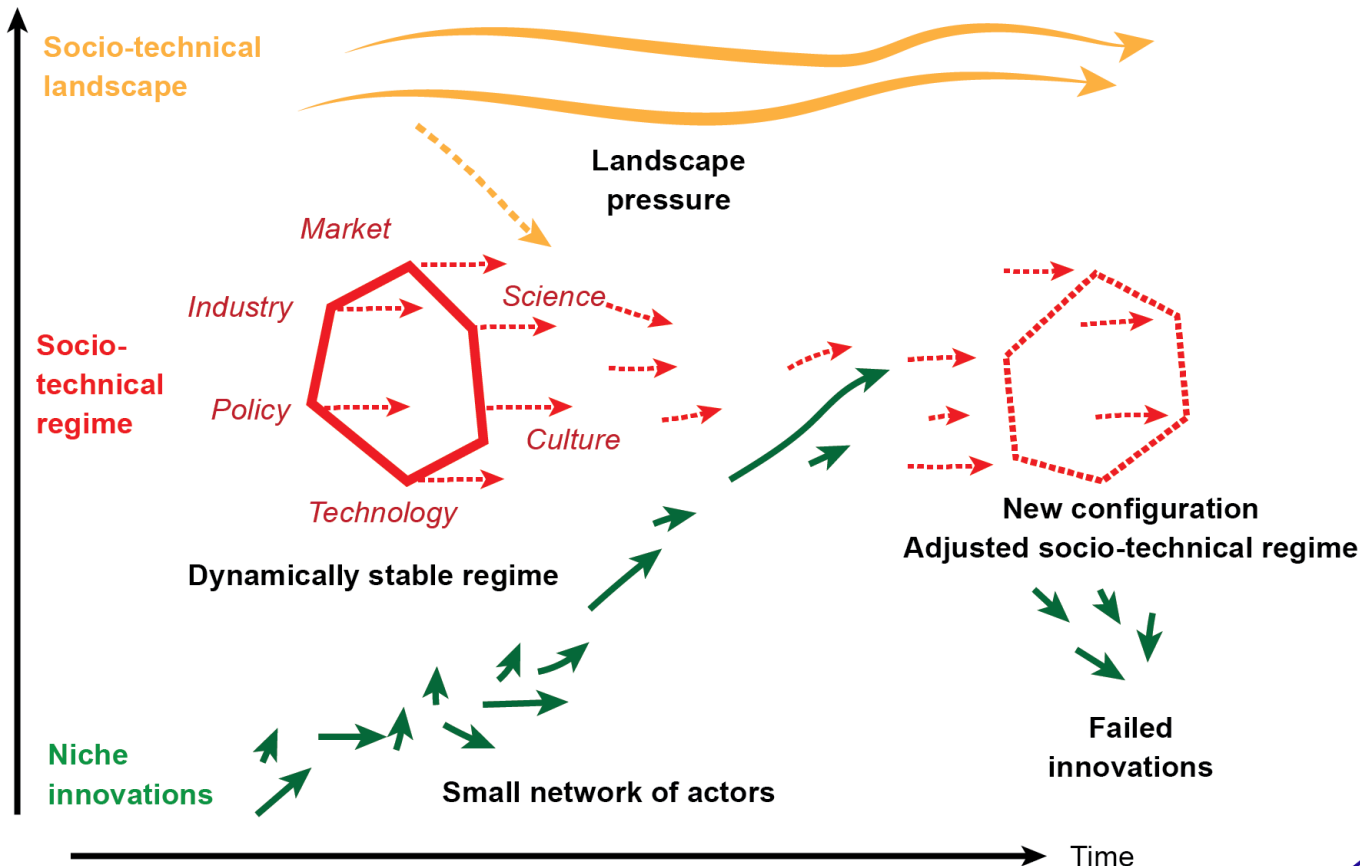 Socio-technical
landscape
Landscape
pressure
Market
Industry
Science
Socio-
technical
regime
Policy
Culture
Technology
Dynamically stable regime
New configuration
Adjusted socio-technical regime
Niche
innovations
Small network of actors
Failed
innovations
Time